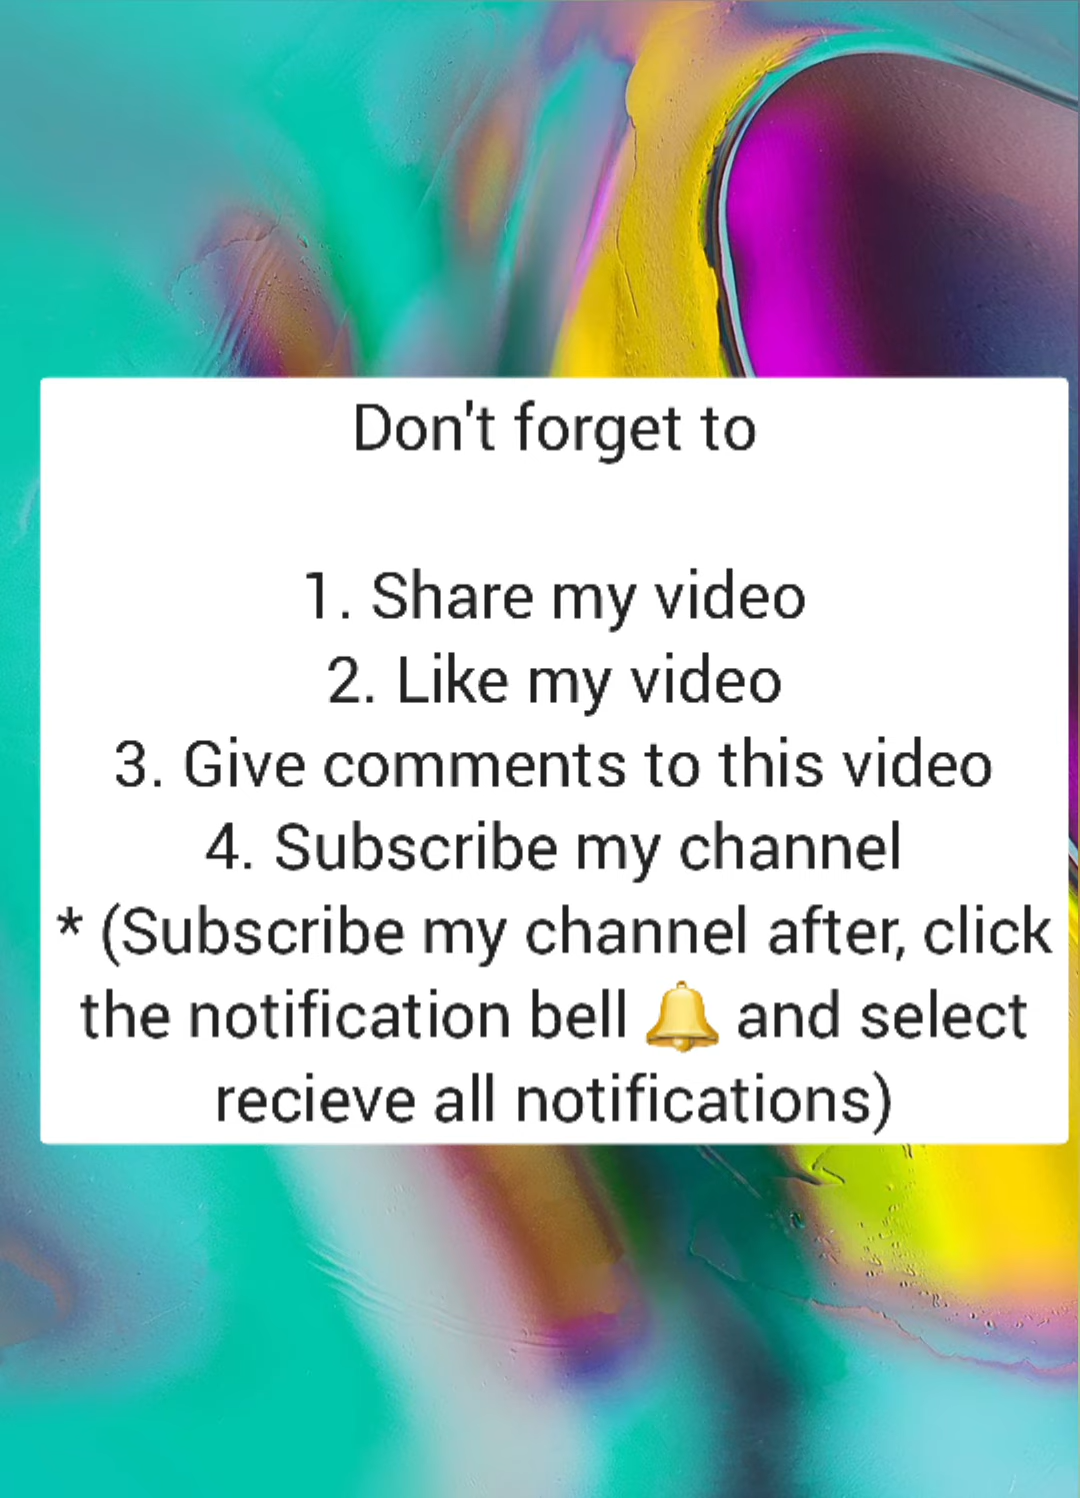 Don't forget to
1. Share my video
2. Like my video
3. Give comments to this video
4. Subscribe my channel
* (Subscribe my channel after, click
the notification bell 🔔 and select
recieve all notifications)